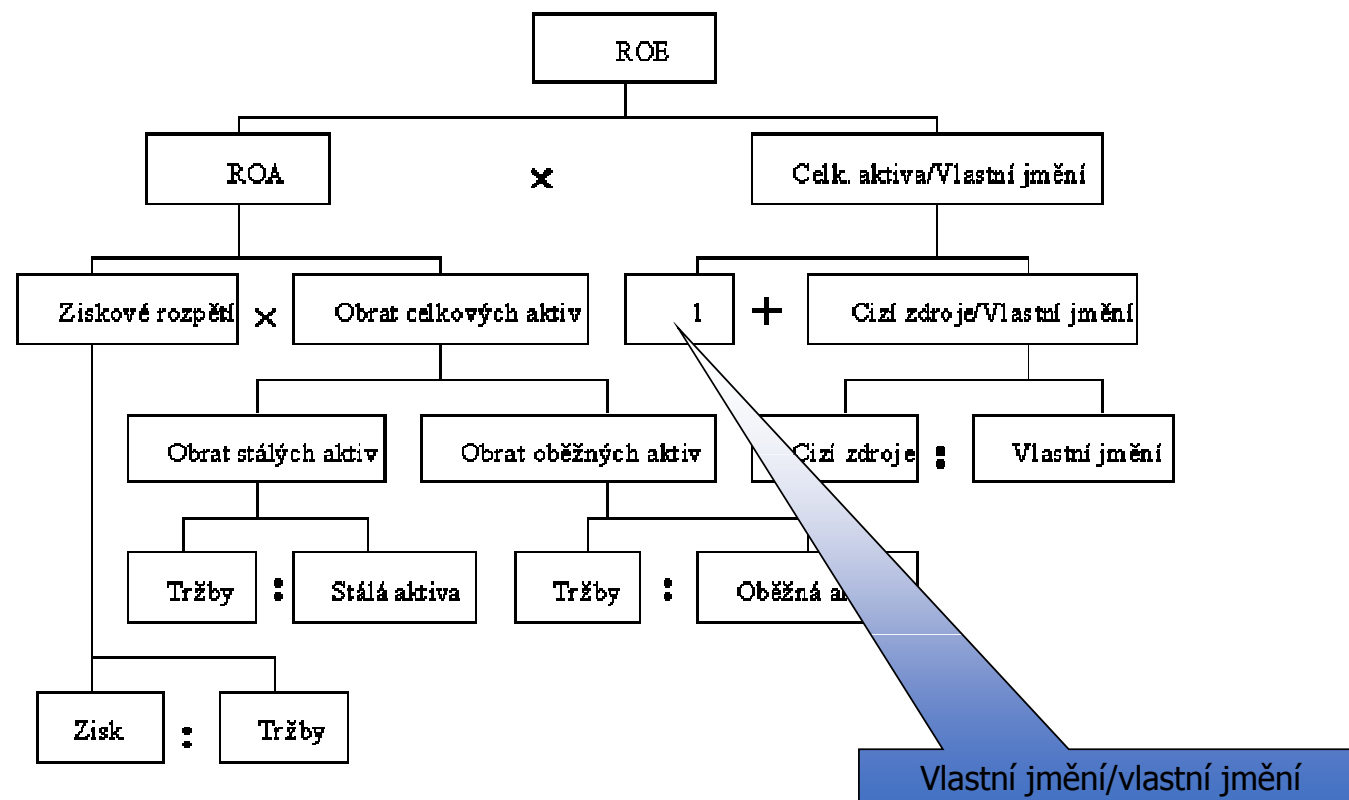 ROE
ROA
×
Celk. aktiva/Vlastní jmění
Ziskové rozpětí
×
Obrat celkových aktiv
1
+
Cizí zdroje/Vlastní jmění
Obrat stálých aktiv
Obrat oběžných aktiv
Cizí zdroje
:
Vlastní jmění
Tržby
:
Stálá aktiva
Tržby
:
Oběžná
Zisk
:
Tržby
Vlastní jmění/vlastní jmění